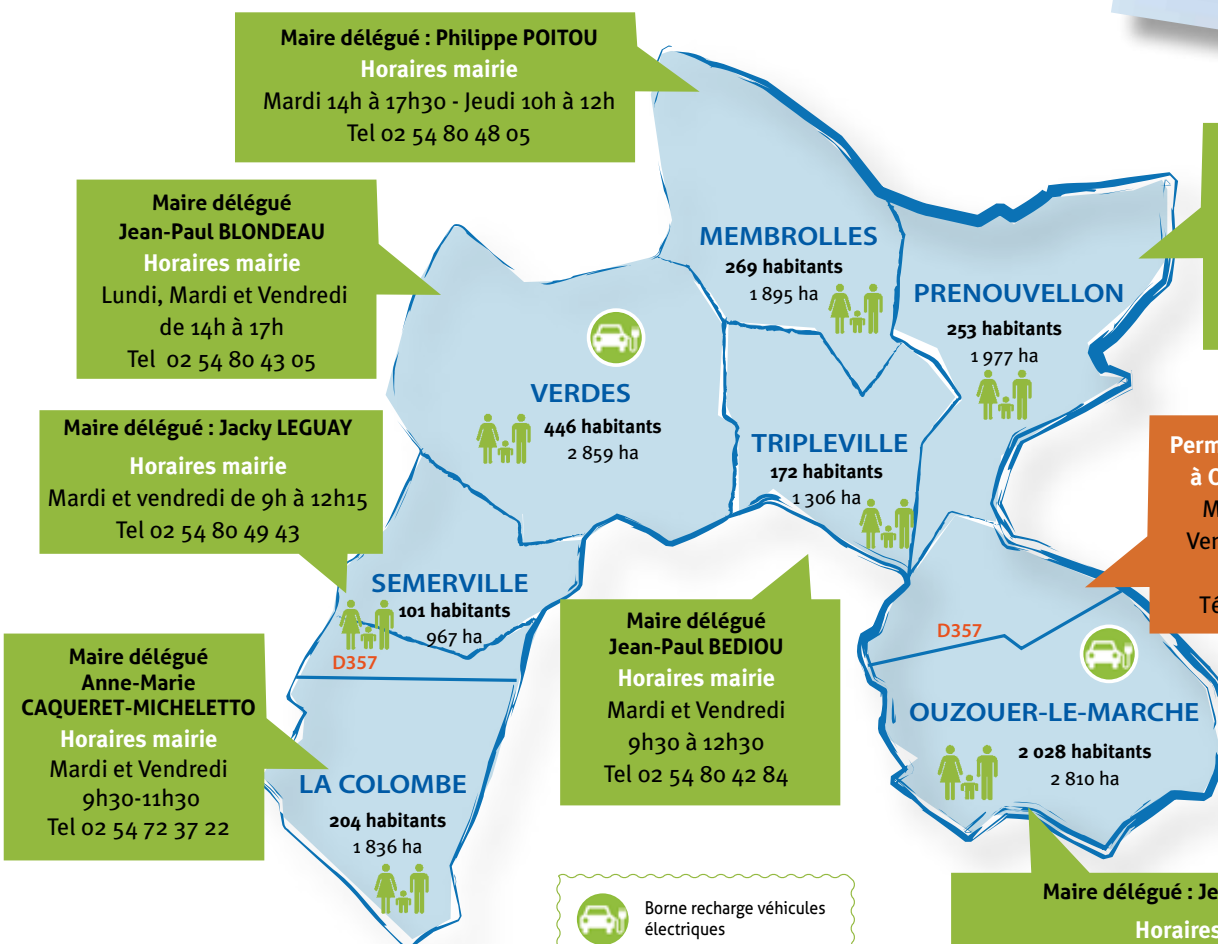 Maire délégué : Philippe POITOU
Horaires mairie
Mardi 14h à 17h30 - Jeudi 10h à 12h
Tel 02 54 80 48 05
Maire délégué
Jean-Paul BLONDEAU
Horaires mairie
Lundi, Mardi et Vendredi
de 14h à 17h
Tel 02 54 80 43 05
MEMBROLLES
269 habitants
1 895 ha
PRENOUVELLON
253 habitants
1 977 ha
VERDES
446 habitants
2 859 ha
TRIPLEVILLE
172 habitants
1 306 ha
Maire délégué : Jacky LEGUAY
Horaires mairie
Mardi et vendredi de 9h à 12h15
Tel 02 54 80 49 43
SEMERVILLE
101 habitants
967 ha
D357
Maire délégué
Anne-Marie
CAQUERET-MICHELETTO
Horaires mairie
Mardi et Vendredi
9h30-11h30
Tel 02 54 72 37 22
LA COLOMBE
204 habitants
1 836 ha
Maire délégué
Jean-Paul BEDIOU
Horaires mairie
Mardi et Vendredi
9h30 à 12h30
Tel 02 54 80 42 84
Perm
à O
M
Ven
Té
D357
OUZOUER-LE-MARCHE
2 028 habitants
2 810 ha
Borne recharge véhicules
électriques
Maire délégué : Je
Horaires